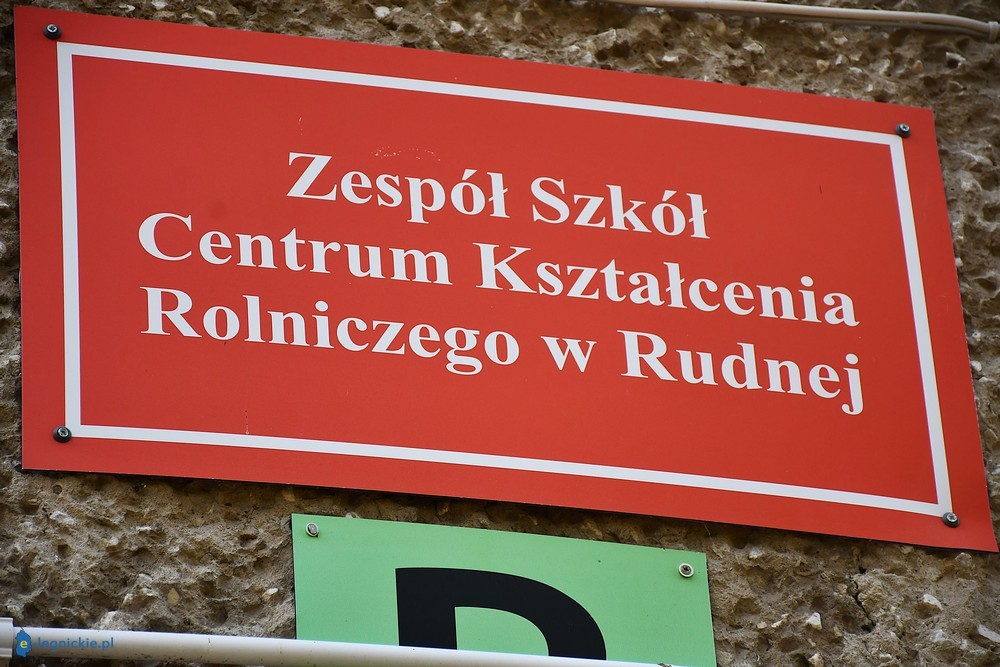 Zespół Szkół
Centrum Kształcenia
Rolniczego w Rudnej
e-legnickie.pl